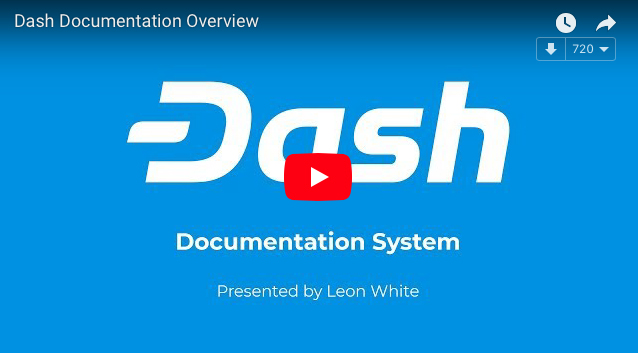 Dash Documentation Overview
720
Dash
Documentation System
Presented by Leon White